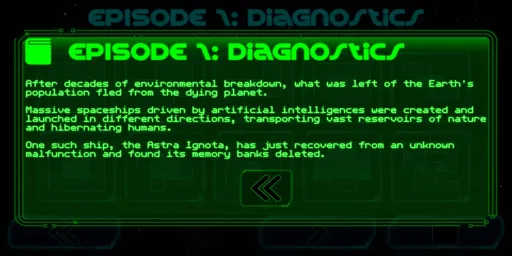 EPISODE 1: DIAGNOSTICS
EPISODE 1: DIAGNOSTICS
After decades of environmental breakdown, what was left of the Earth's
population fled from the dying planet.
Massive spaceships driven by artificial intelligences were created and
launched in different directions, transporting vast reservoirs of nature
and hibernating humans.
One such ship, the Astra Ignota, has just recovered from an unknown
malfunction and found its memory banks deleted.